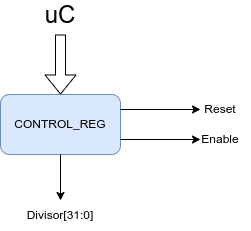 uC
CONTROL_REG
Reset
Enable
Divisor[31:0]